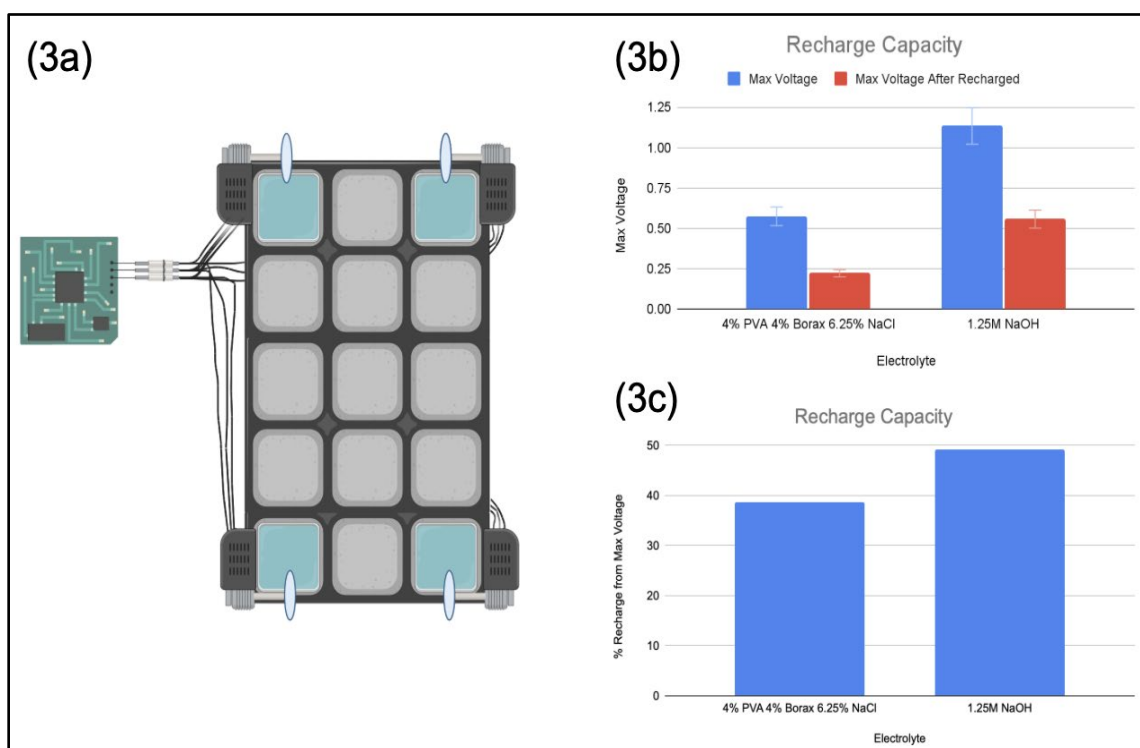 (3a)
(3b)
Recharge Capacity
Max Voltage Max Voltage After Recharged
1.25
1.00
0.75
0.50
0.25
0.00
Max Voltage
4% PVA 4% Borax 6.25% NaCl 1.25M NaOH
Electrolyte
(3c)
Recharge Capacity
50
40
30
20
10
0
% Recharge from Max Voltage
4% PVA 4% Borax 6.25% NaCl 1.25M NaOH
Electrolyte